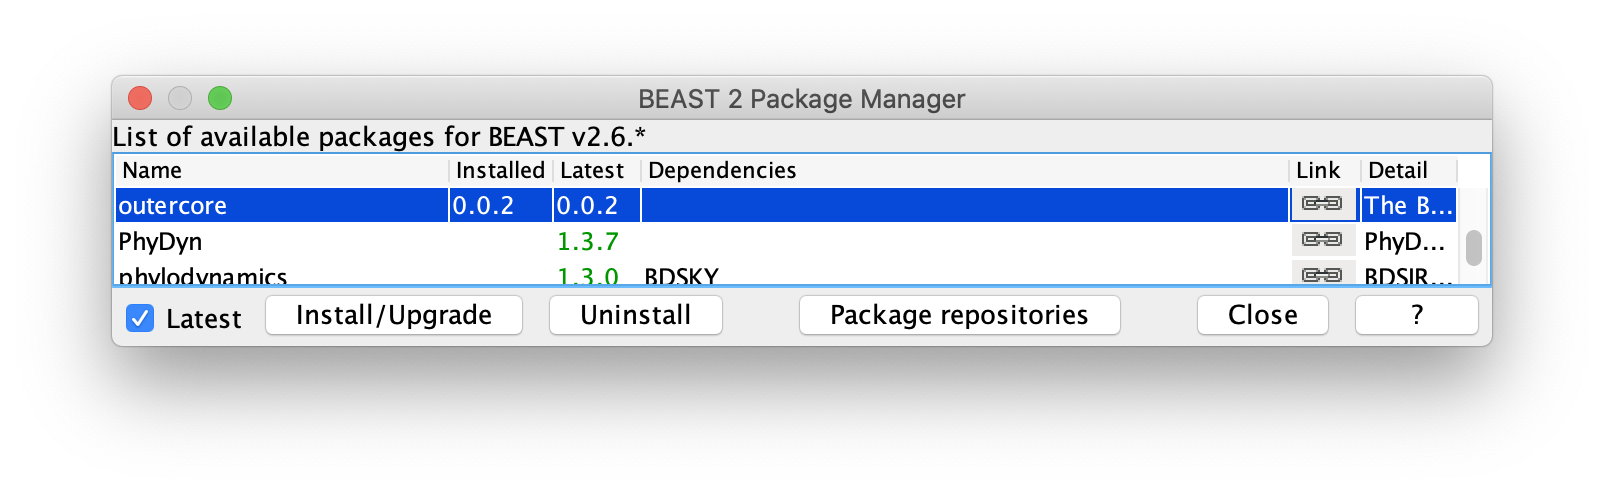 BEAST 2 Package Manager
List of available packages for BEAST v2.6.*
Name Installed Latest Dependencies Link Detail
outercore 0.0.2 0.0.2 The B...
PhyDyn 1.3.7 PhyD...
phylodynamics 1.3.0 BDSKY BDSIR...
Latest Install/Upgrade Uninstall Package repositories Close ?